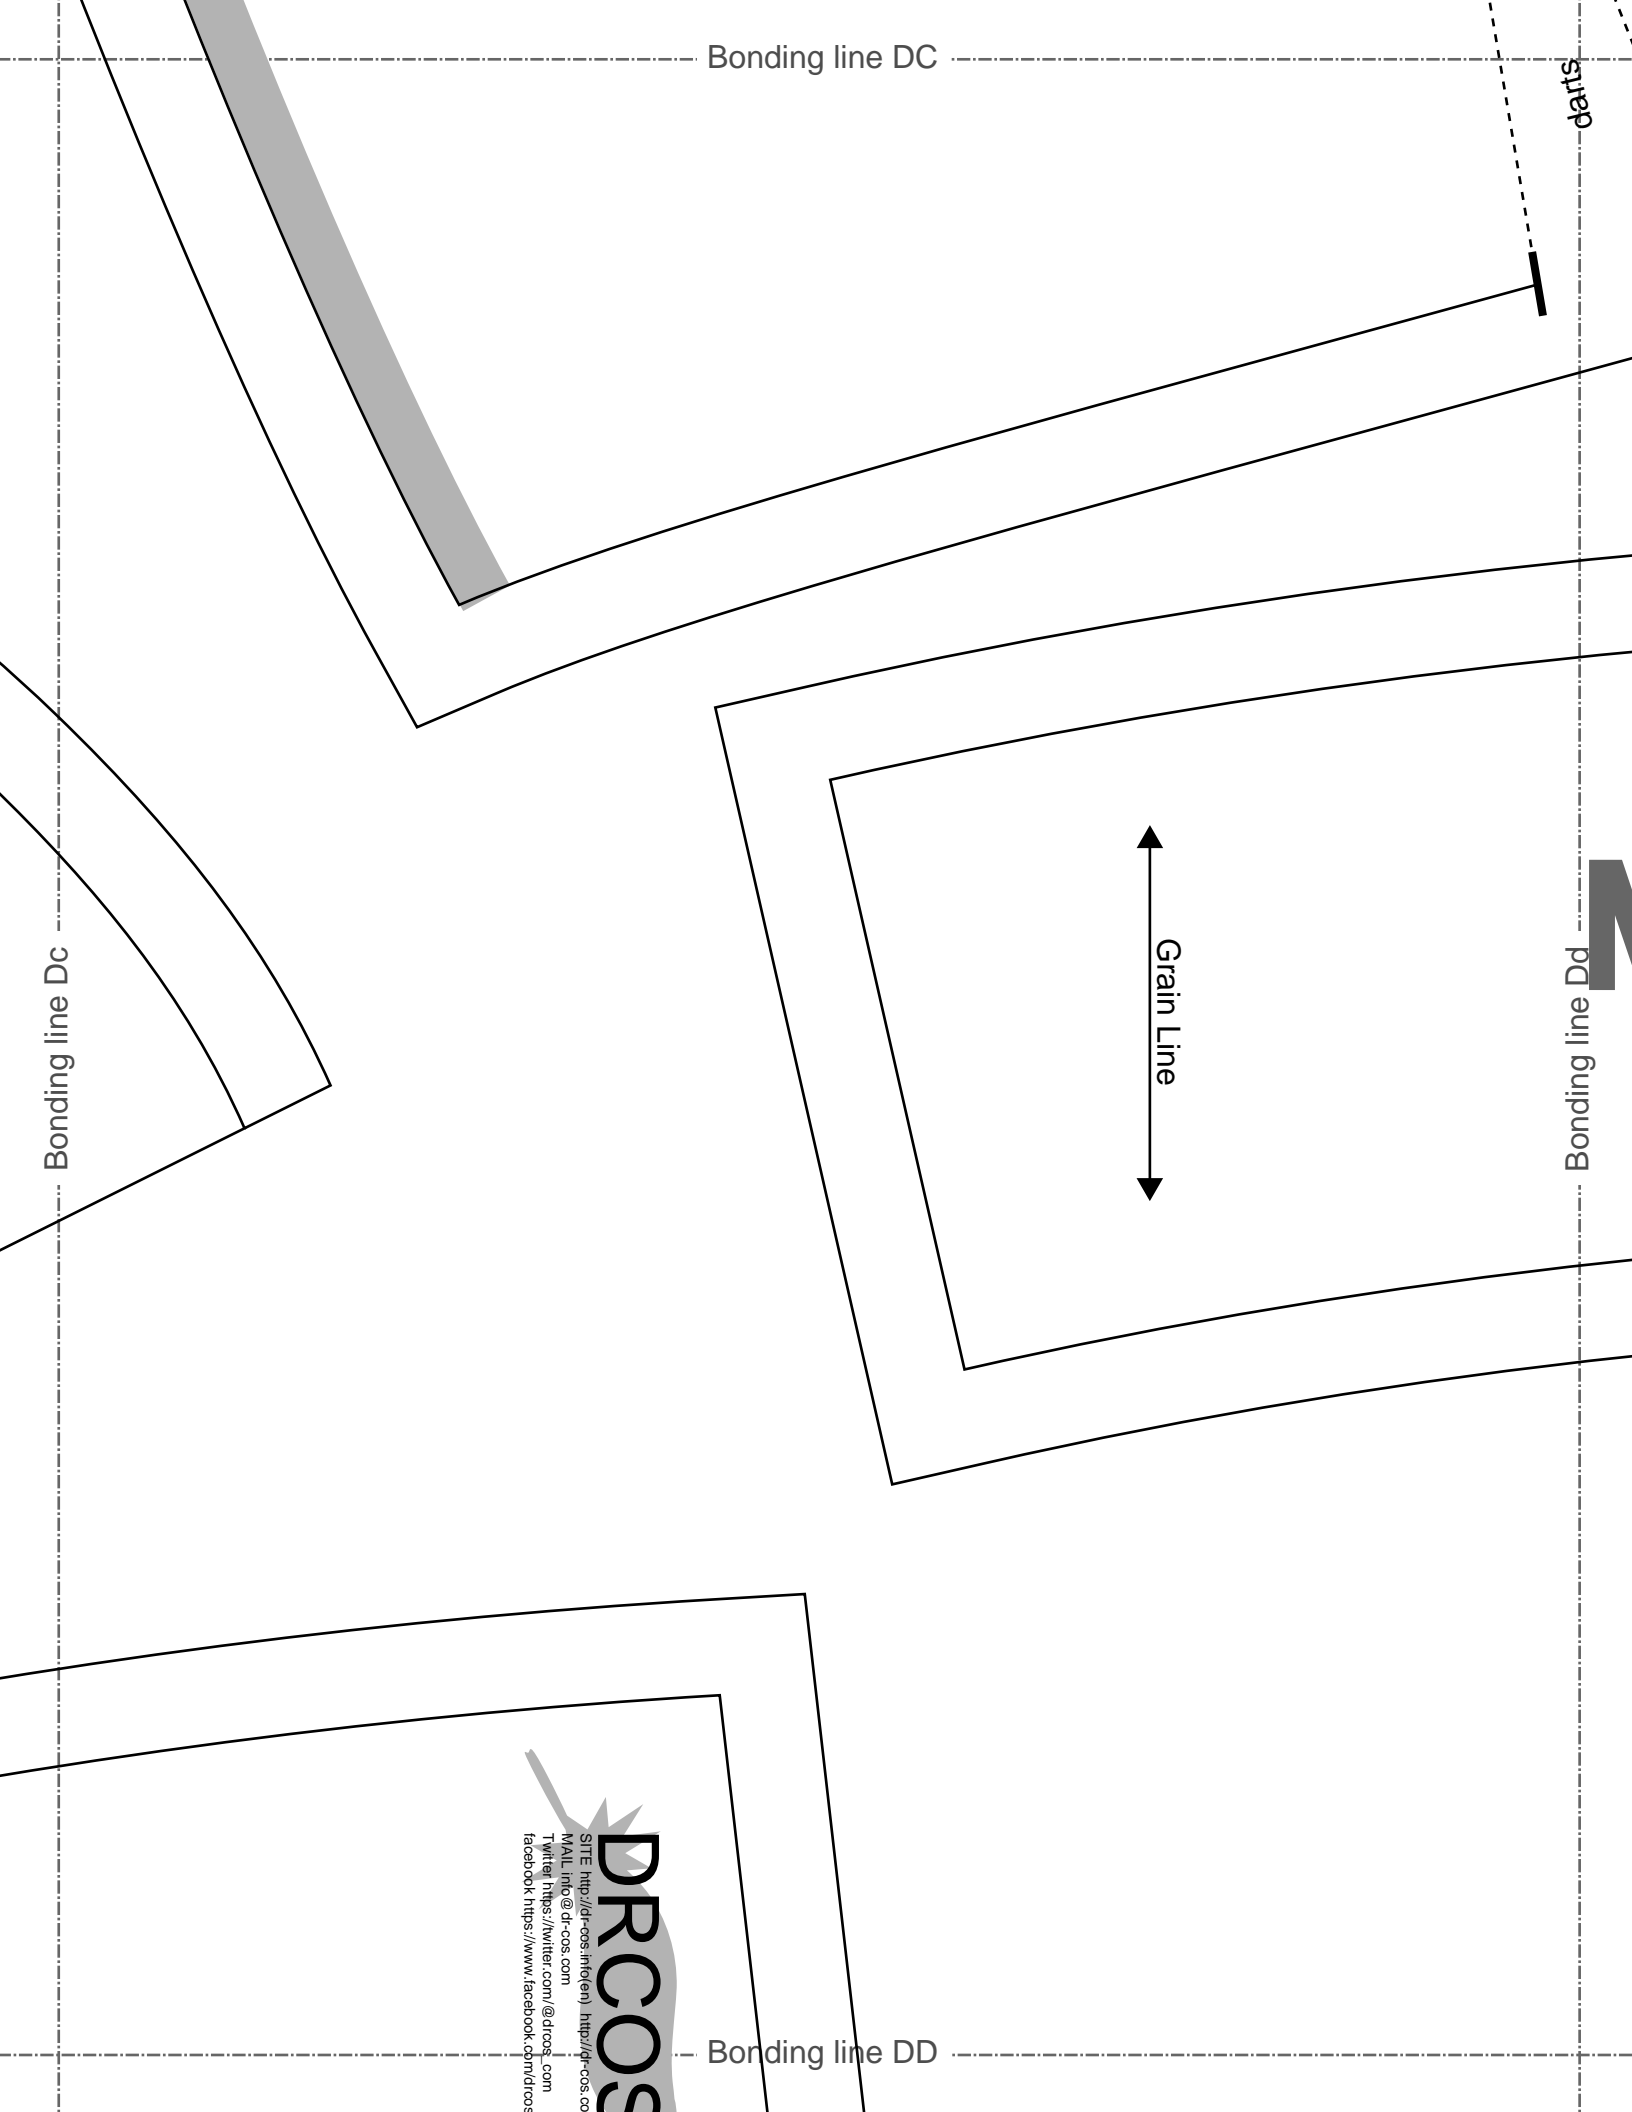 Bonding line DC
darts
Bonding line Dc
Grain Line
Bonding line Dd
DRCOS
SITE http://dr-cos.info(en) http://dr-cos.co
MAIL info@dr-cos.com
Twitter https://twitter.com/@drcos_com
facebook https://www.facebook.com/drcos
Bonding line DD